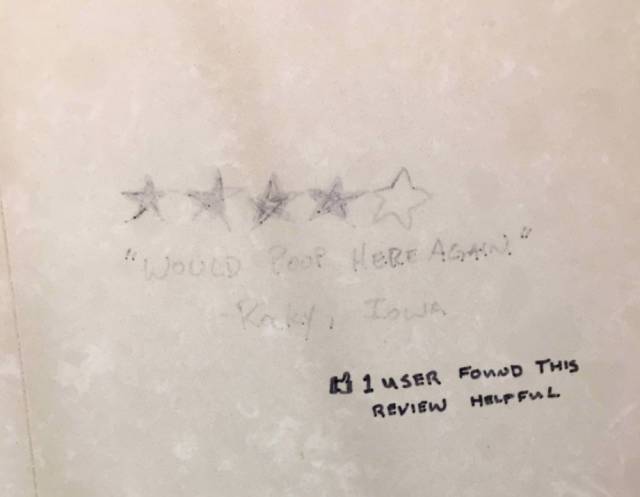 "WOULD POOP HERE AGAIN."
, IOWA
1 USER FOUND THIS
REVIEW HELPFUL